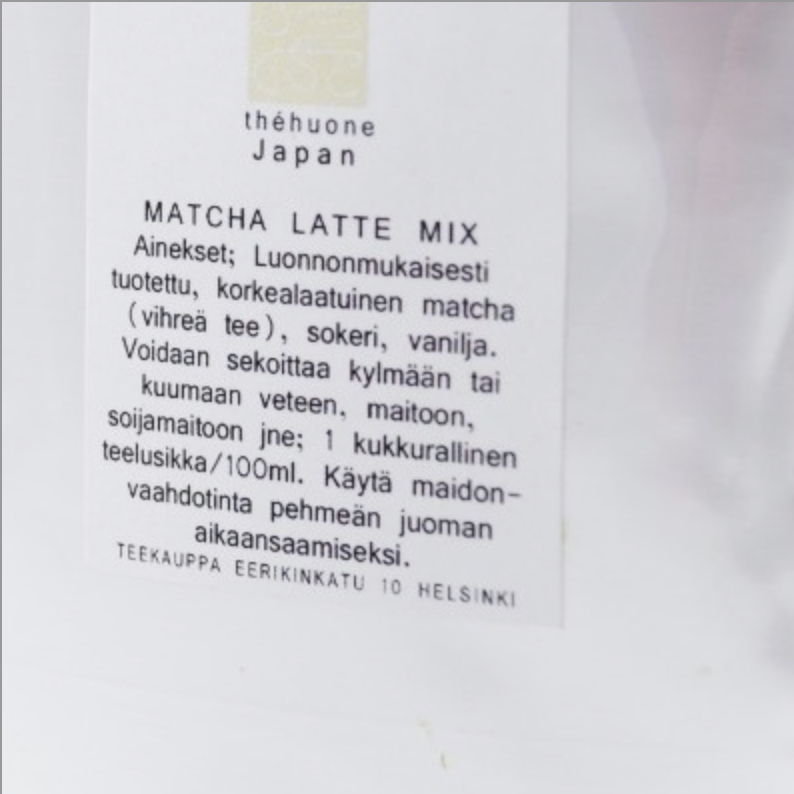 théhuone
Japan
MATCHA LATTE MIX
Ainekset; Luonnonmukaisesti
tuotettu, korkealaatuinen matcha
(vihreä tee), sokeri, vanilja.
Voidaan sekoittaa kylmään tai
kuumaan veteen, maitoon,
soijamaitoon jne; 1 kukkurallinen
teelusikka/100ml. Käytä maidon-
vaahdotinta pehmeän juoman
aikaansaamiseksi.
TEEKAUPPA EERIKINKATU 10 HELSINKI